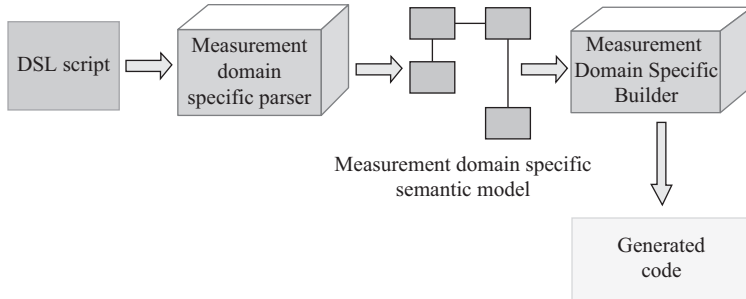 DSL script
Measurement
domain
specific parser
Measurement domain specific
semantic model
Measurement
Domain Specific
Builder
Generated
code